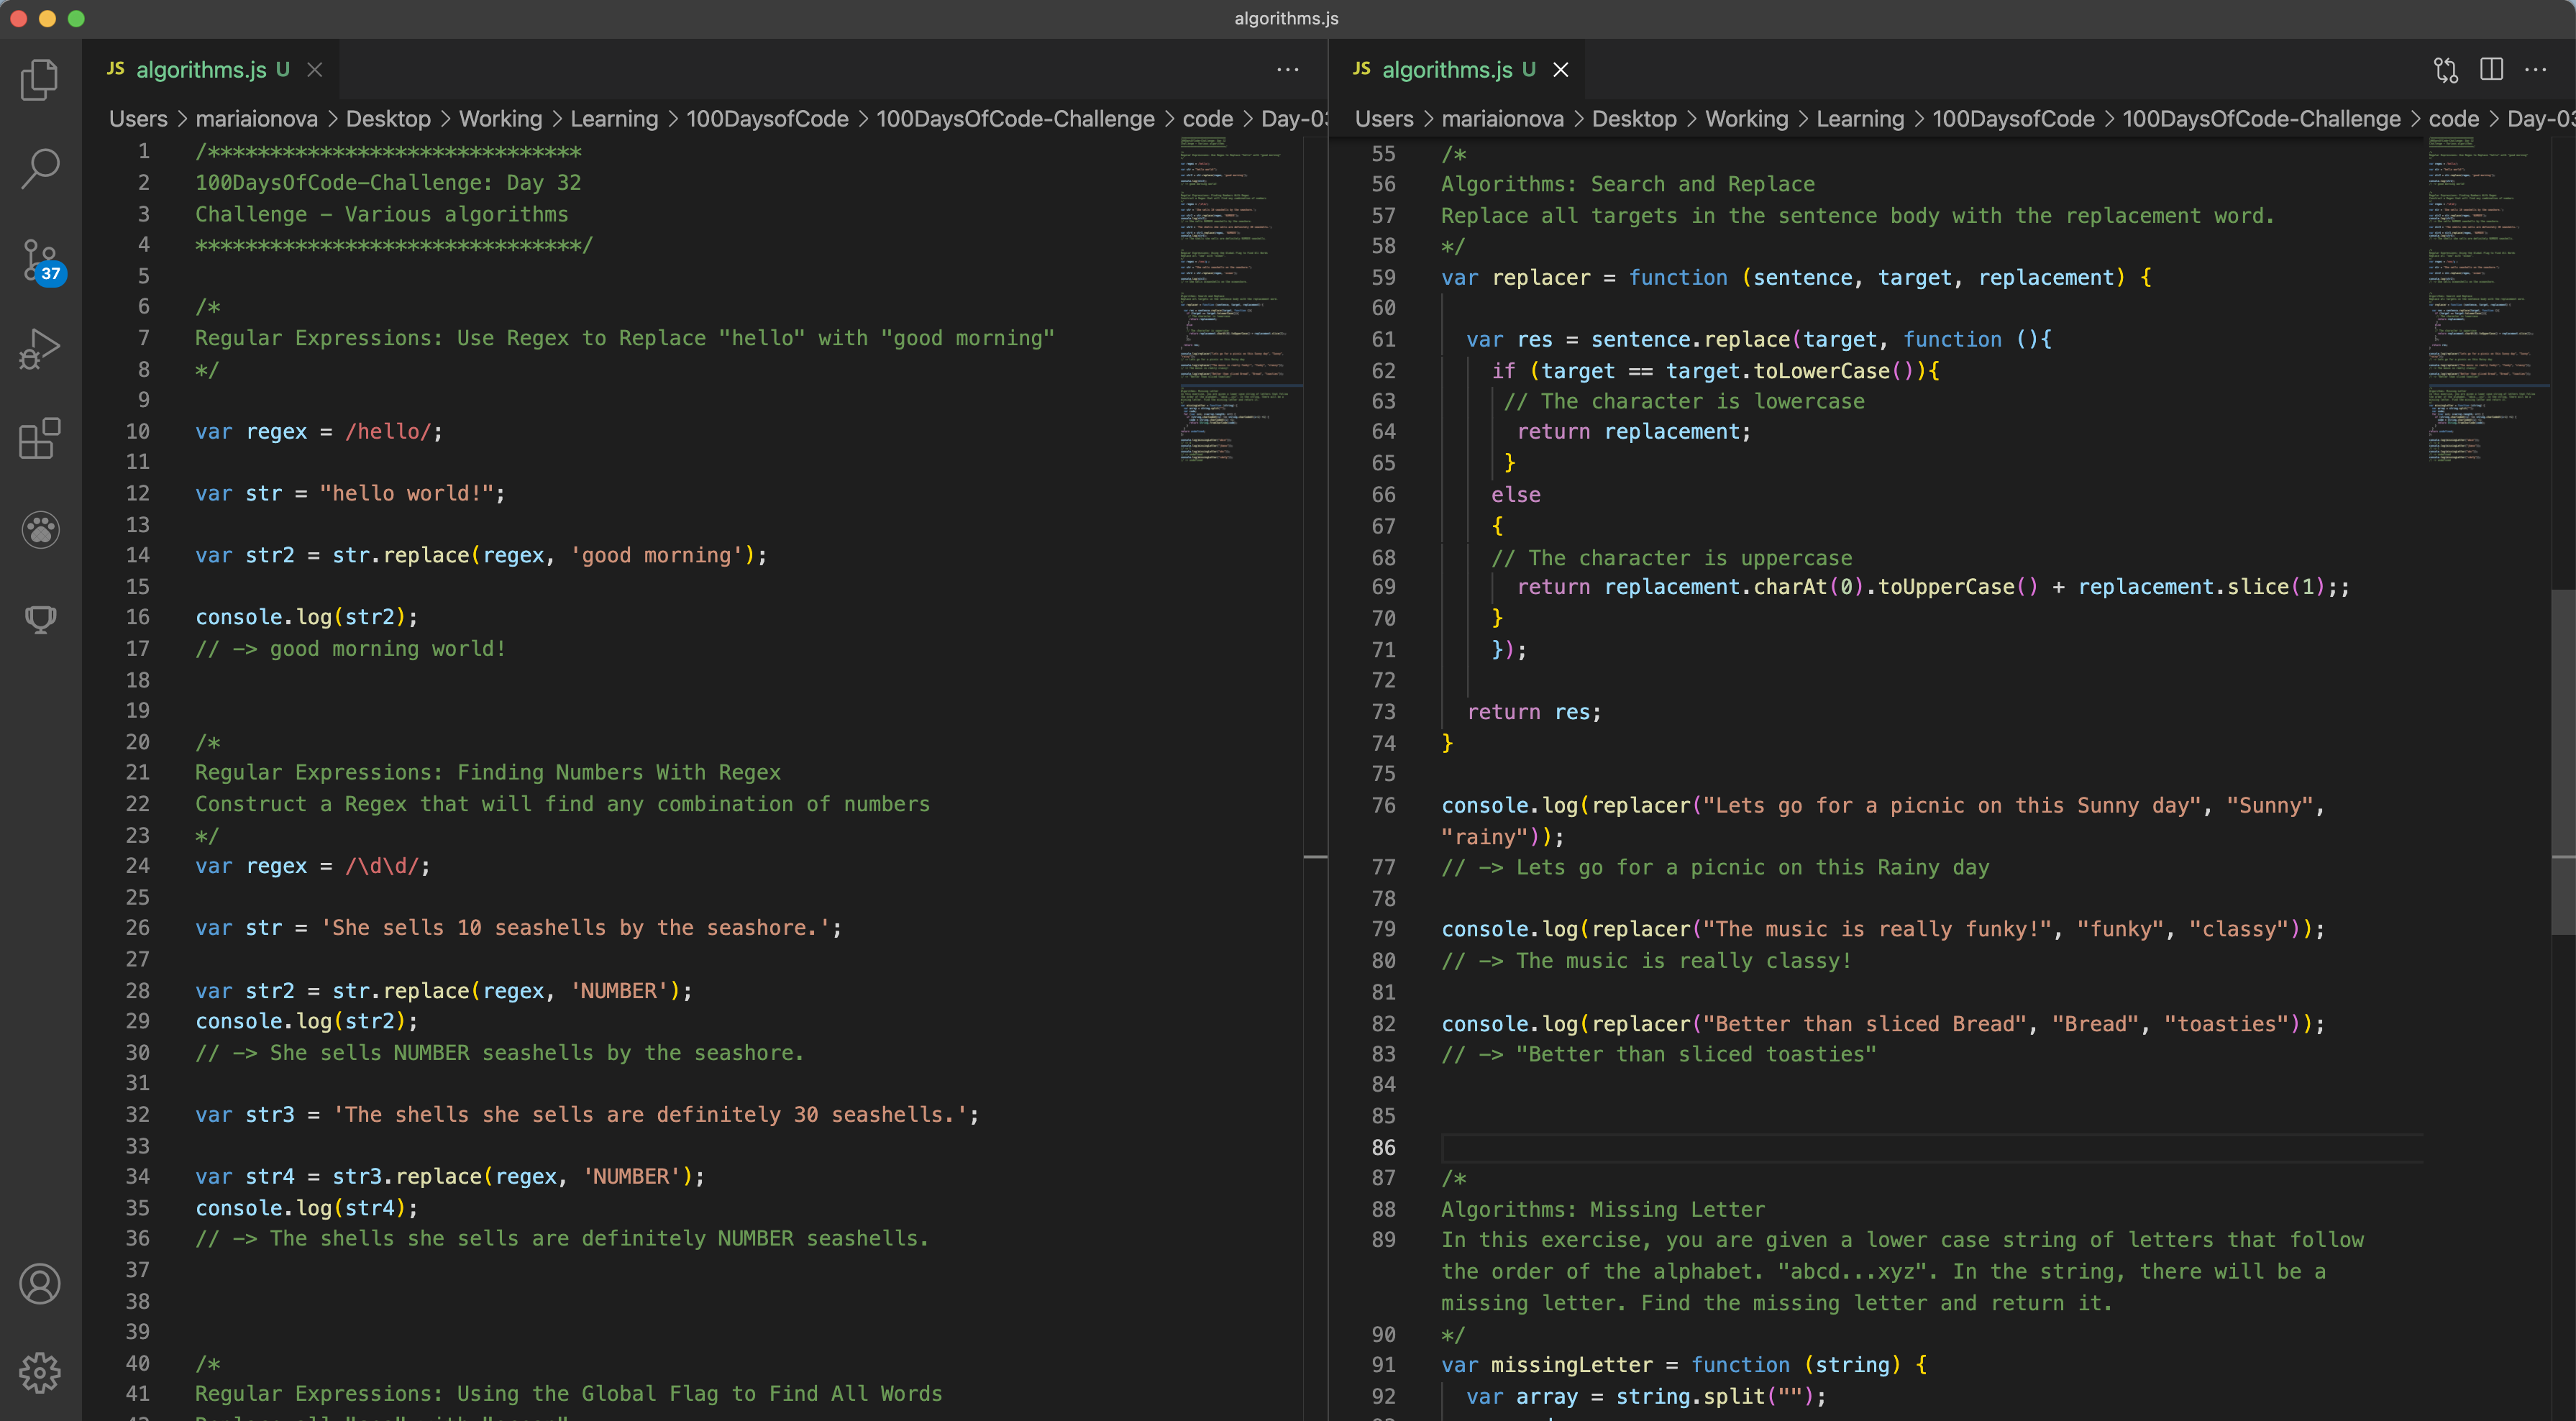 algorithms.js
JS algorithms.js U
Users > mariaionova > Desktop > Working > Learning > 100DaysofCode > 100DaysOfCode-Challenge > code > Day-03
37
1 /******************************
2 100DaysOfCode-Challenge: Day 32
3 Challenge - Various algorithms
4 *******************************/
5
6 /*
7 Regular Expressions: Use Regex to Replace "hello" with "good morning"
8 */
9
10 var regex = /hello/;
11
12 var str = "hello world!";
13
14 var str2 = str.replace(regex, 'good morning');
15
16 console.log(str2);
17 // -> good morning world!
18
19
20 /*
21 Regular Expressions: Finding Numbers With Regex
22 Construct a Regex that will find any combination of numbers
23 */
24 var regex = /\d\d/;
25
26 var str = 'She sells 10 seashells by the seashore.';
27
28 var str2 = str.replace(regex, 'NUMBER');
29 console.log(str2);
30 // -> She sells NUMBER seashells by the seashore.
31
32 var str3 = 'The shells she sells are definitely 30 seashells.';
33
34 var str4 = str3.replace(regex, 'NUMBER');
35 console.log(str4);
36 // -> The shells she sells are definitely NUMBER seashells.
37
38
39
40 /*
41 Regular Expressions: Using the Global Flag to Find All Words
JS algorithms.js U
Users > mariaionova > Desktop > Working > Learning > 100DaysofCode > 100DaysOfCode-Challenge > code > Day-03
55 /*
56 Algorithms: Search and Replace
57 Replace all targets in the sentence body with the replacement word.
58 */
59 var replacer = function (sentence, target, replacement) {
60
61 var res = sentence.replace(target, function (){
62 if (target == target.toLowerCase()){
63 // The character is lowercase
64 return replacement;
65 }
66 else
67 {
68 // The character is uppercase
69 return replacement.charAt(0).toUpperCase() + replacement.slice(1);;
70 }
71 });
72
73 return res;
74 }
75
76 console.log(replacer("Lets go for a picnic on this Sunny day", "Sunny",
"rainy"));
77 // -> Lets go for a picnic on this Rainy day
78
79 console.log(replacer("The music is really funky!", "funky", "classy"));
80 // -> The music is really classy!
81
82 console.log(replacer("Better than sliced Bread", "Bread", "toasties"));
83 // -> "Better than sliced toasties"
84
85
86
87 /*
88 Algorithms: Missing Letter
89 In this exercise, you are given a lower case string of letters that follow
the order of the alphabet. "abcd...xyz". In the string, there will be a
missing letter. Find the missing letter and return it.
90 */
91 var missingLetter = function (string) {
92 var array = string.split("");